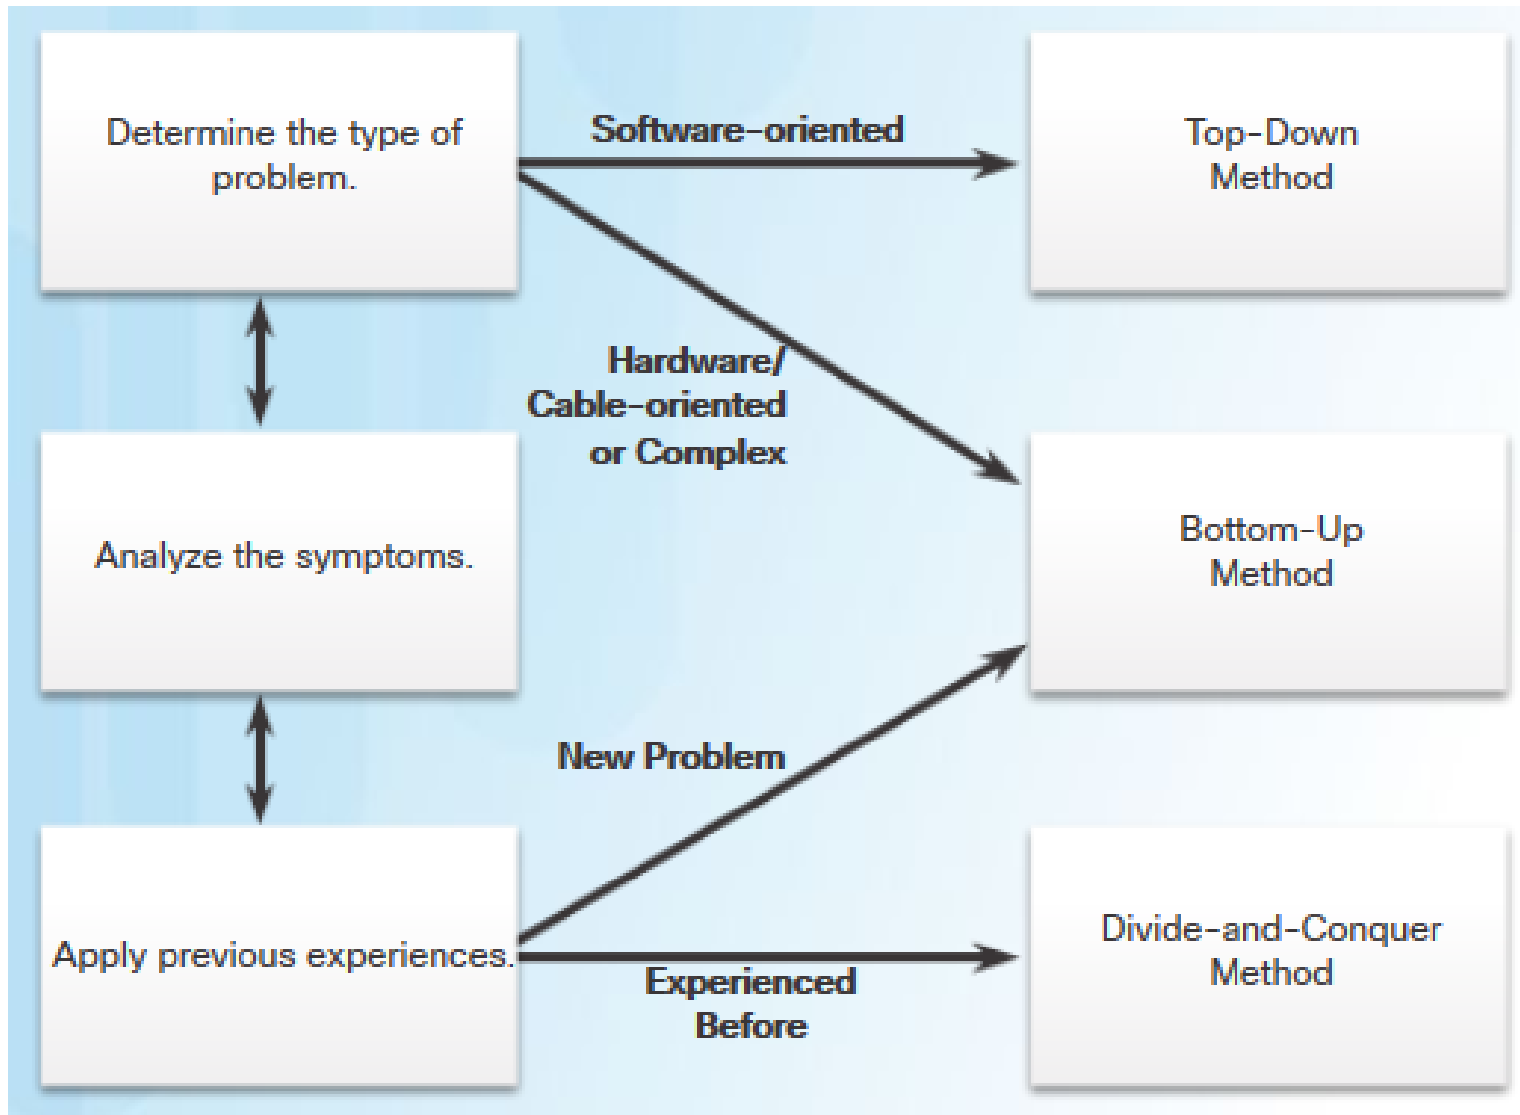 Determine the type of
problem.
Software-oriented
Top-Down
Method
Hardware/
Cable-oriented
or Complex
Analyze the symptoms.
Bottom-Up
Method
New Problem
Apply previous experiences.
Experienced
Before
Divide-and-Conquer
Method